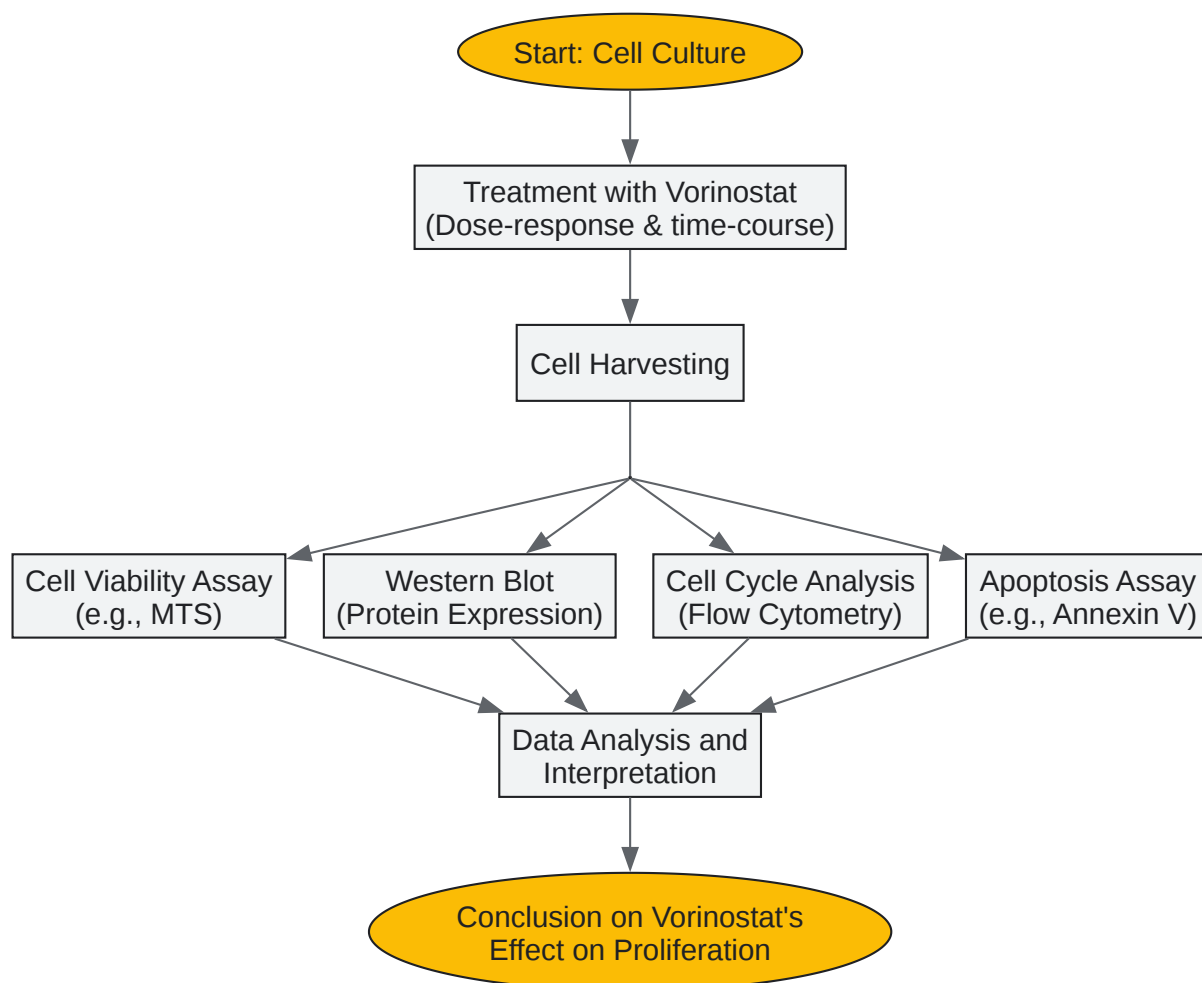 Start: Cell Culture
Treatment with Vorinostat
(Dose-response & time-course)
Cell Harvesting
Cell Viability Assay
(e.g., MTS)
Western Blot
(Protein Expression)
Cell Cycle Analysis
(Flow Cytometry)
Apoptosis Assay
(e.g., Annexin V)
Data Analysis and
Interpretation
Conclusion on Vorinostat's
Effect on Proliferation